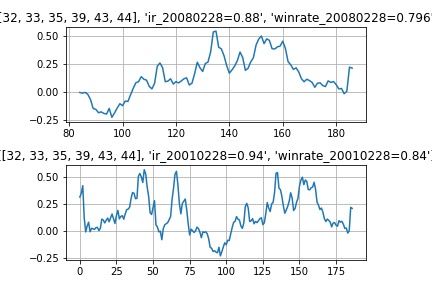 [32, 33, 35, 39, 43, 44], 'ir_20080228=0.88', 'winrate_20080228=0.796'
0.50
0.25
0.00
−0.25
80 100 120 140 160 180
[[32, 33, 35, 39, 43, 44], 'ir_20010228=0.94', 'winrate_20010228=0.84']
0.50
0.25
0.00
−0.25
0 25 50 75 100 125 150 175